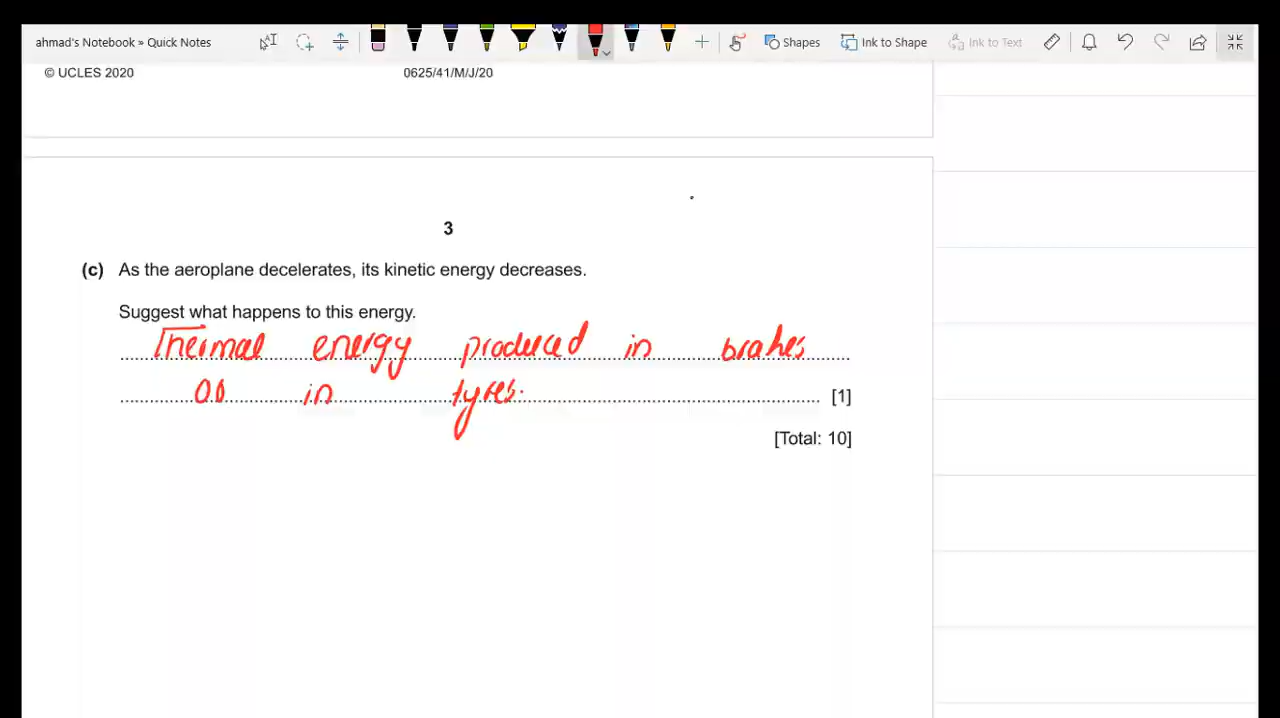 ahmad's Notebook » Quick Notes
Shapes
Ink to Shape
Ink to Text
© UCLES 2020
0625/41/M/J/20
3
(c) As the aeroplane decelerates, its kinetic energy decreases.
Suggest what happens to this energy.
Thermal energy produced in brakes
or in tyres. [1]
[Total: 10]